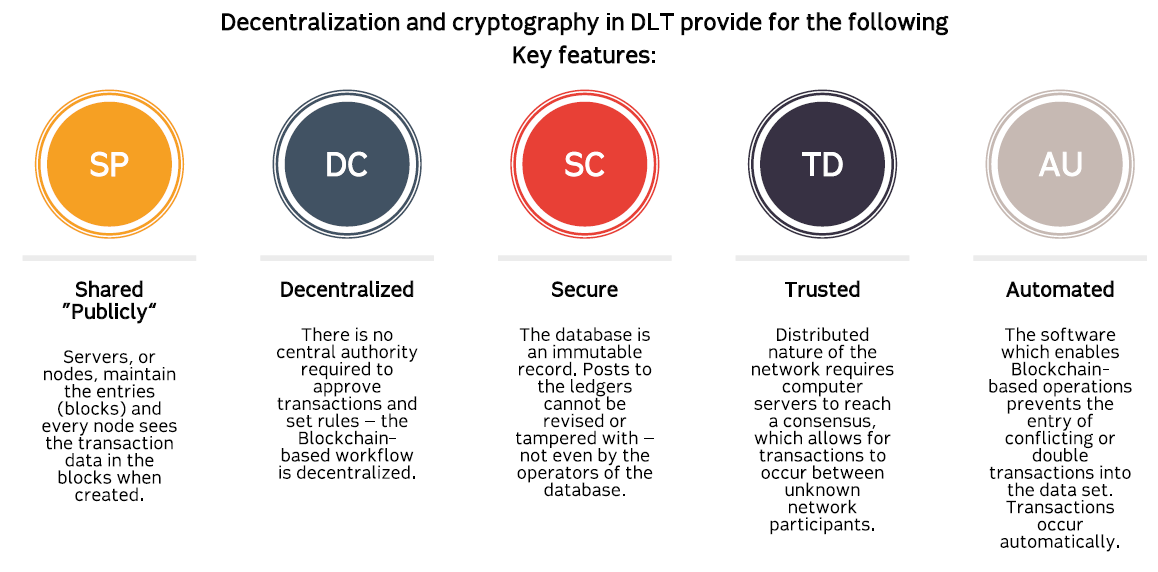 Decentralization and cryptography in DLT provide for the following
Key features:
SP
DC
SC
TD
AU
Shared
”Publicly“
Servers, or
nodes, maintain
the entries
(blocks) and
every node sees
the transaction
data in the
blocks when
created.
Decentralized
There is no
central authority
required to
approve
transactions and
set rules – the
Blockchain-
based workflow
is decentralized.
Secure
The database is
an immutable
record. Posts to
the ledgers
cannot be
revised or
tampered with –
not even by the
operators of the
database.
Trusted
Distributed
nature of the
network requires
computer
servers to reach
a consensus,
which allows for
transactions to
occur between
unknown
network
participants.
Automated
The software
which enables
Blockchain-
based operations
prevents the
entry of
conflicting or
double
transactions into
the data set.
Transactions
occur
automatically.